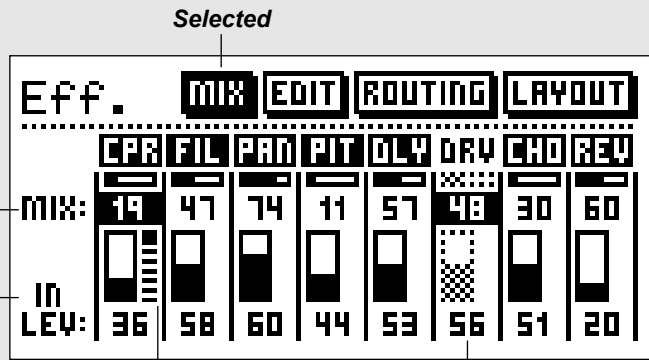 Selected
Eff. MIX EDIT ROUTING LAYOUT
CPR FIL PAN PIT DLY DRV CHO REV
MIX: 19 47 74 11 57 48 30 60
In
LEV: 36 58 60 44 53 56 51 20